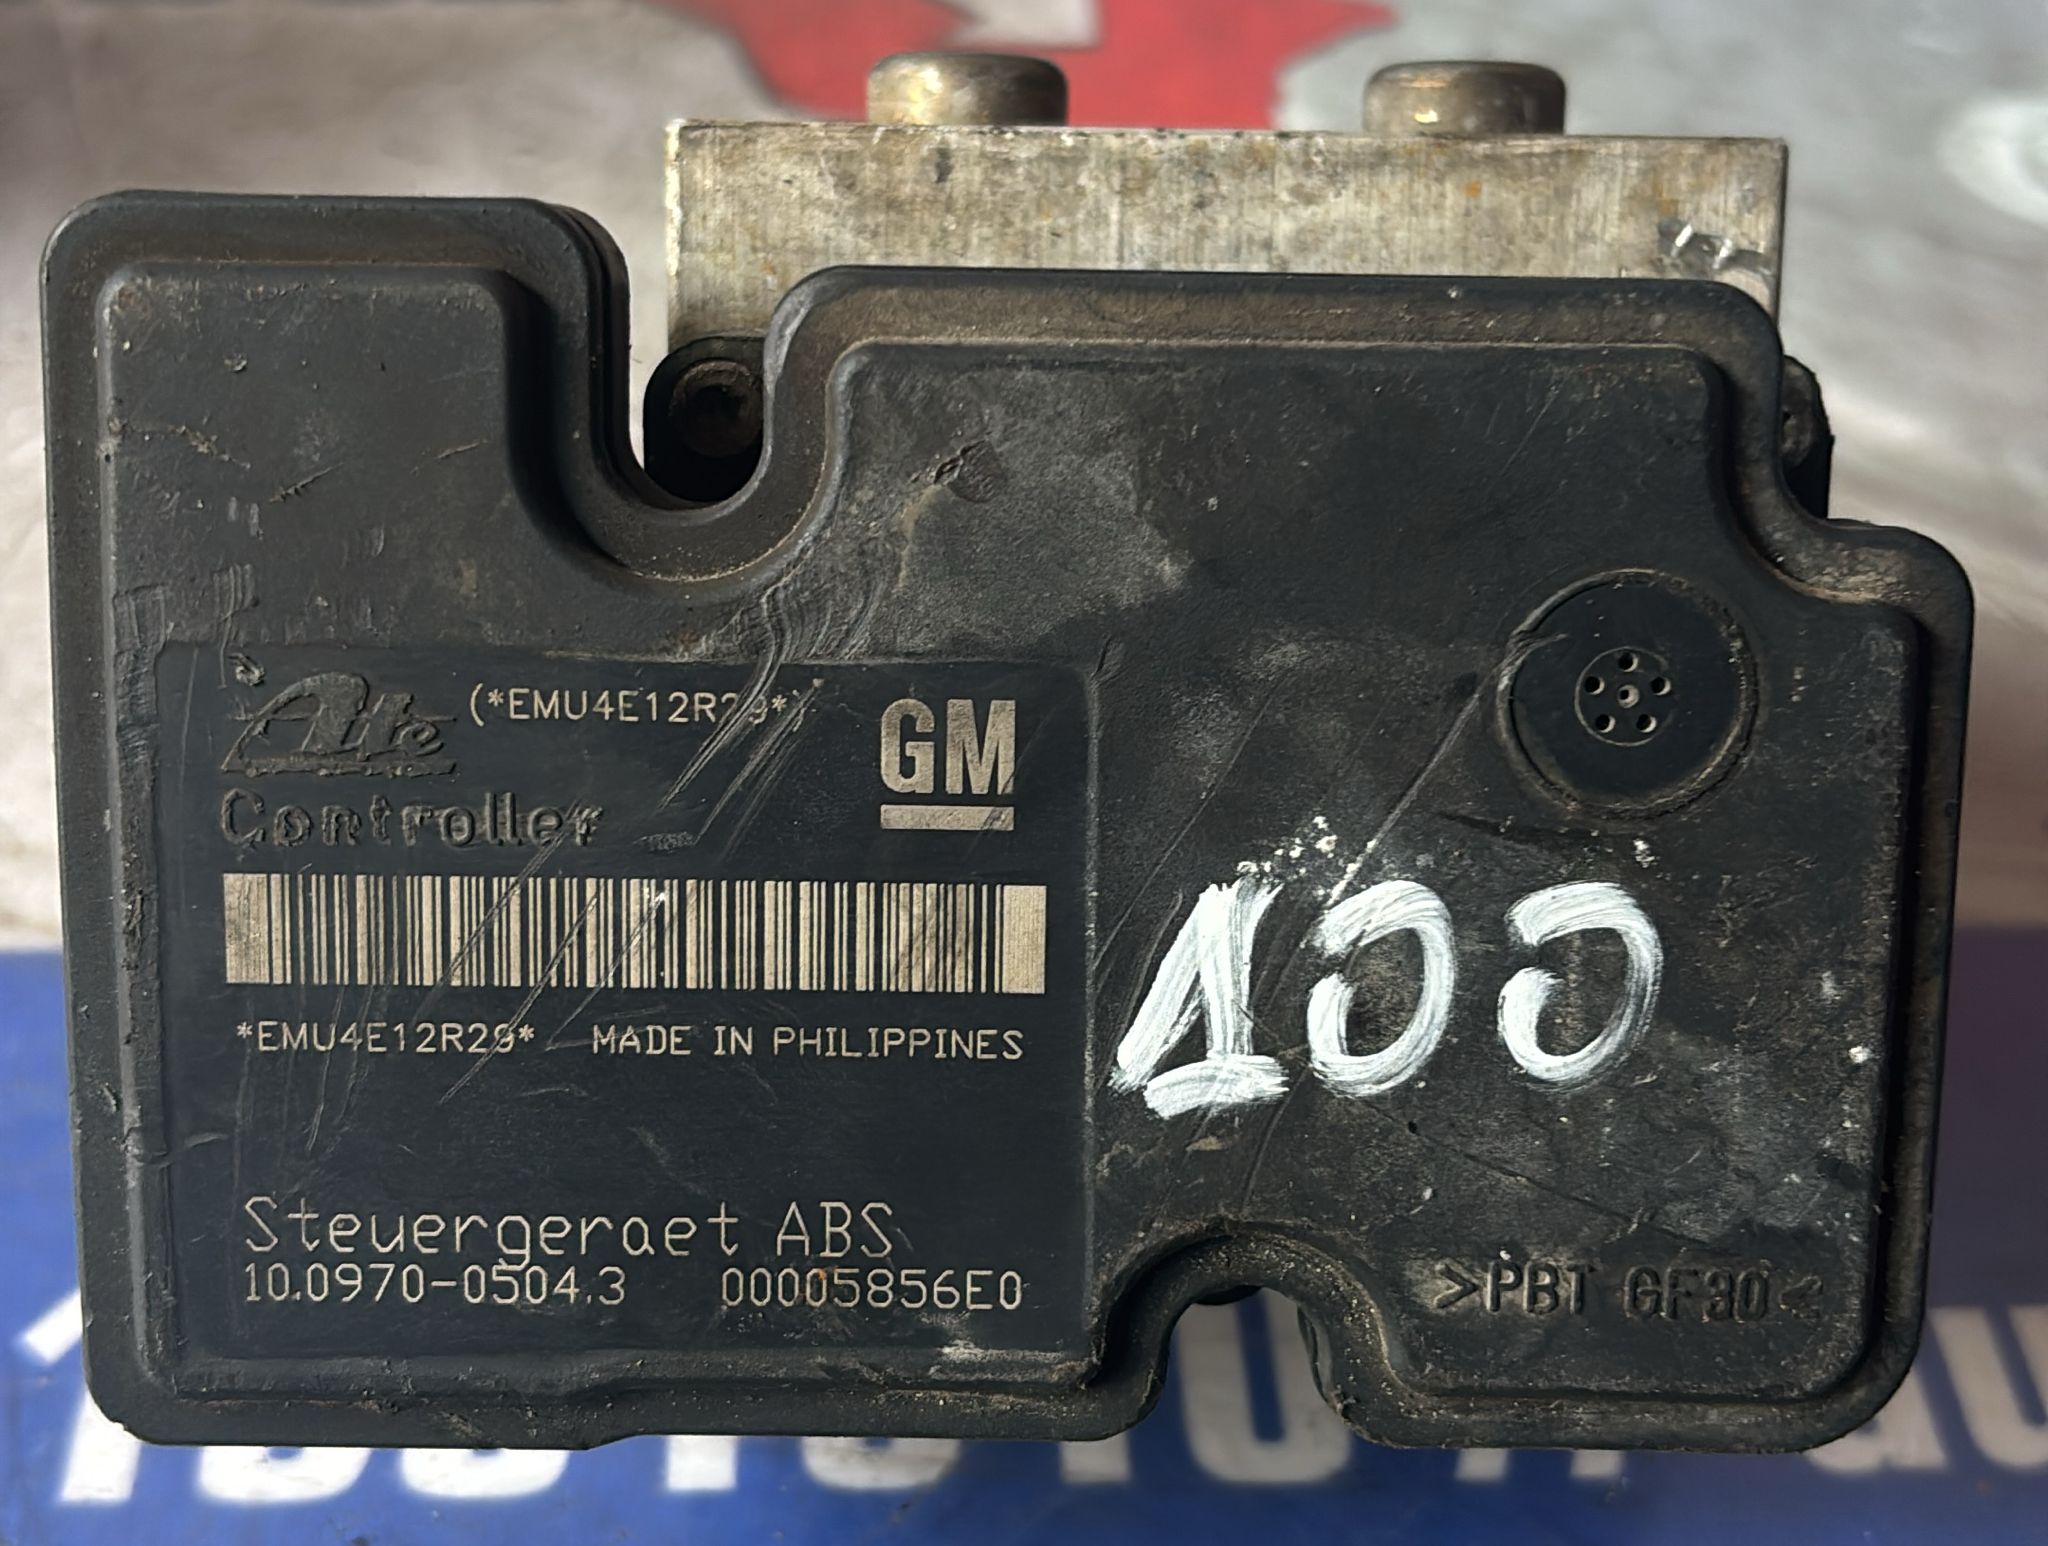 Ate (*EMU4E12R29*) GM
Controller
*EMU4E12R29* MADE IN PHILIPPINES
100
Steuergeraet ABS
10.0970-0504.3 00005856E0
>PBT GF30<